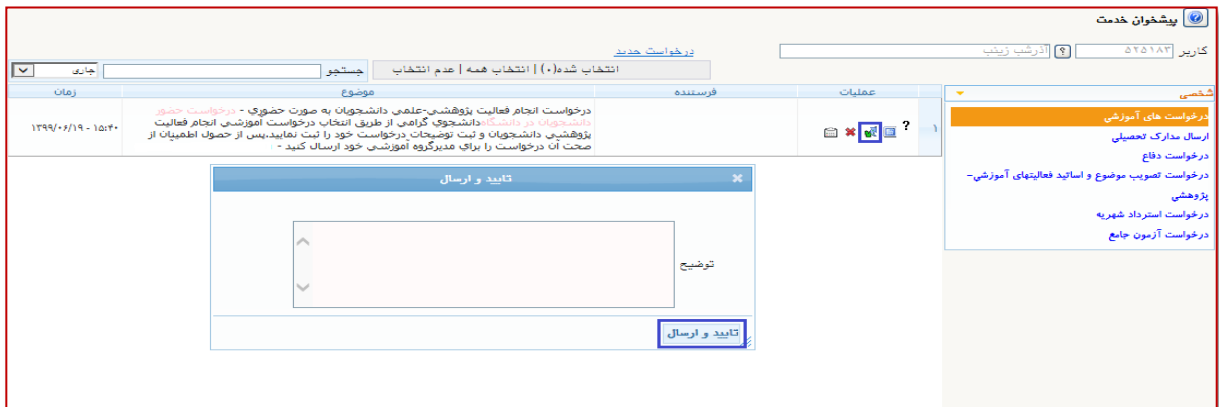 پیشخوان خدمت
کاربر ۵۲۵۱۸۳ آذرشب زینب
درخواست جدید
انتخاب شده(۰) | انتخاب همه | عدم انتخاب جستجو جاری
شخصی
عملیات فرستنده موضوع زمان
درخواست های آموزشی
ارسال مدارک تحصیلی
درخواست دفاع
درخواست تصویب موضوع و اساتید فعالیتهای آموزشی-
پژوهشی
درخواست استرداد شهریه
درخواست آزمون جامع
۱
?
درخواست انجام فعالیت پژوهشی-علمی دانشجویان به صورت حضوری - درخواست حضور
دانشجویان در دانشگاه دانشجوی گرامی از طریق انتخاب درخواست آموزشی انجام فعالیت
پژوهشی دانشجویان و ثبت توضیحات درخواست خود را ثبت نمایید.پس از حصول اطمینان از
صحت آن درخواست را برای مدیرگروه آموزشی خود ارسال کنید -
۱۳۹۹/۰۶/۱۹ - ۱۵:۴۰
تایید و ارسال
توضیح
تایید و ارسال